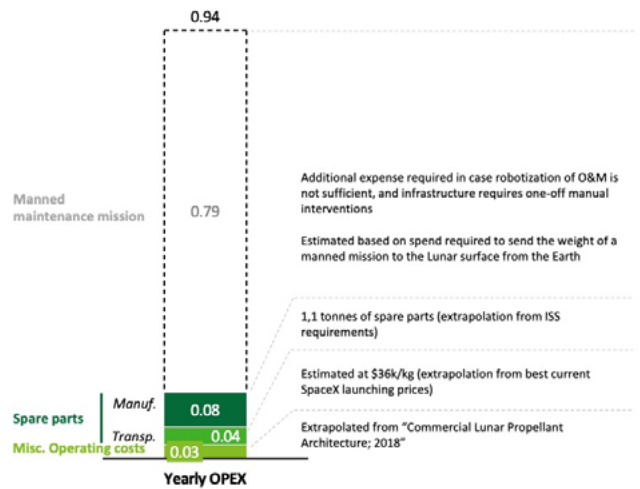 0.94
Manned
maintenance mission
0.79
Additional expense required in case robotization of O&M is
not sufficient, and infrastructure requires one-off manual
interventions
Estimated based on spend required to send the weight of a
manned mission to the Lunar surface from the Earth
1,1 tonnes of spare parts (extrapolation from ISS
requirements)
Spare parts
Manuf.
0.08
Estimated at $36k/kg (extrapolation from best current
SpaceX launching prices)
Transp.
0.04
Misc. Operating costs
0.03
Extrapolated from “Commercial Lunar Propellant
Architecture; 2018”
Yearly OPEX